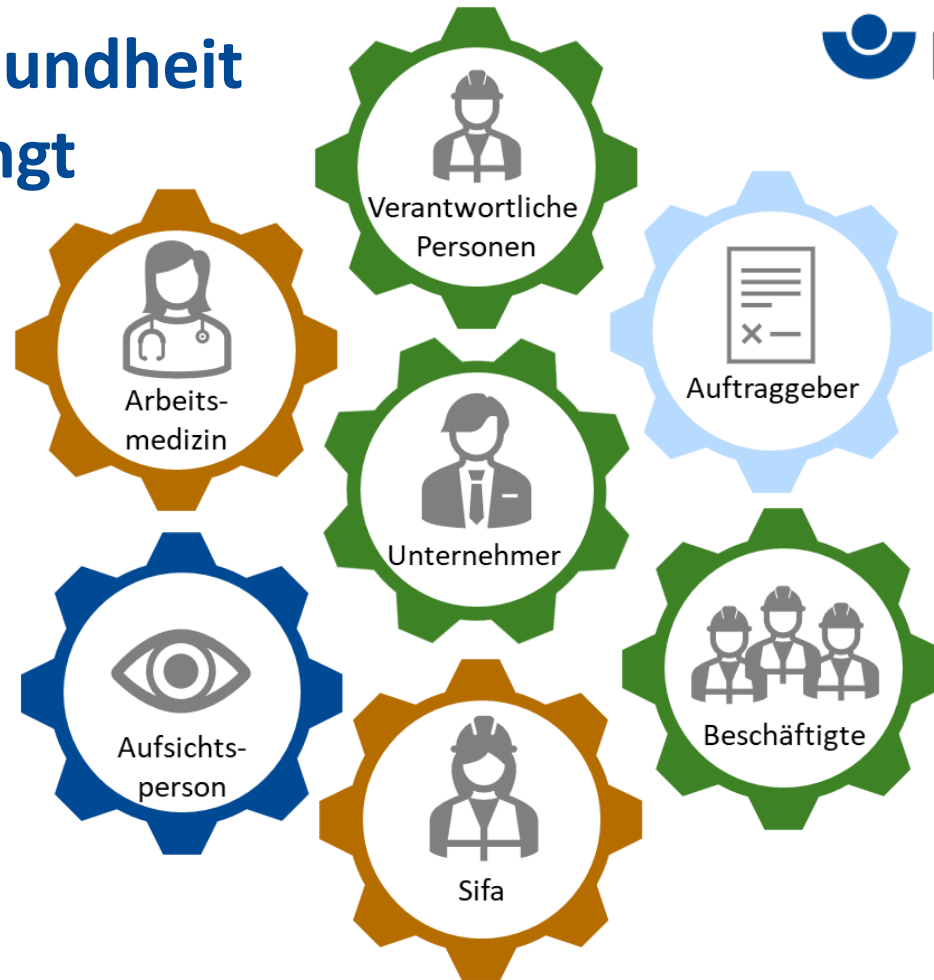 undheit
ngt
Verantwortliche
Personen
Arbeits-
medizin
Auftraggeber
Unternehmer
Aufsichts-
person
Beschäftigte
Sifa